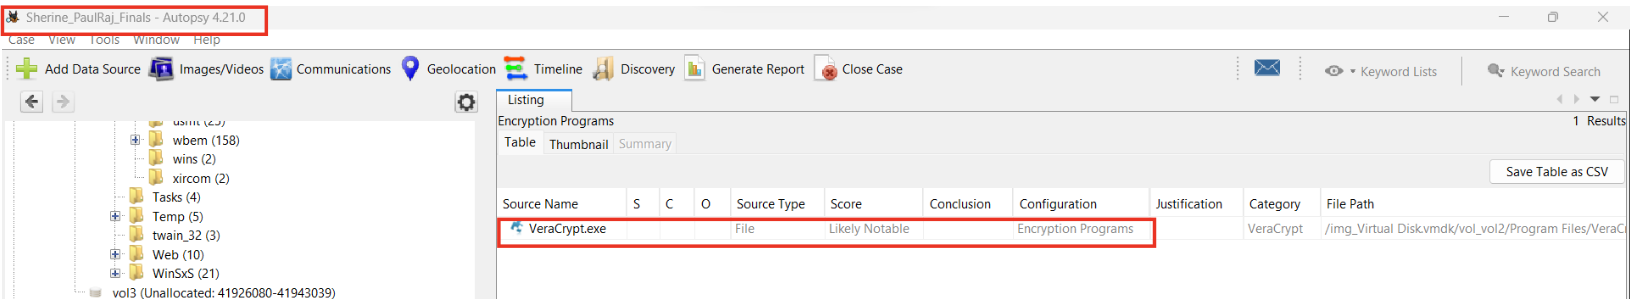 Sherine_PaulRaj_Finals - Autopsy 4.21.0
Case View Tools Window Help
Add Data Source Images/Videos Communications Geolocation Timeline Discovery Generate Report Close Case Keyword Lists Keyword Search
Listing
Encryption Programs 1 Results
Table Thumbnail Summary
Save Table as CSV
Source Name S C O Source Type Score Conclusion Configuration Justification Category File Path
VeraCrypt.exe File Likely Notable Encryption Programs VeraCrypt /img_Virtual Disk.vmdk/vol_vol2/Program Files/VeraC
usmt (25)
wbem (158)
wins (2)
xircom (2)
Tasks (4)
Temp (5)
twain_32 (3)
Web (10)
WinSxS (21)
vol3 (Unallocated: 41926080-41943039)